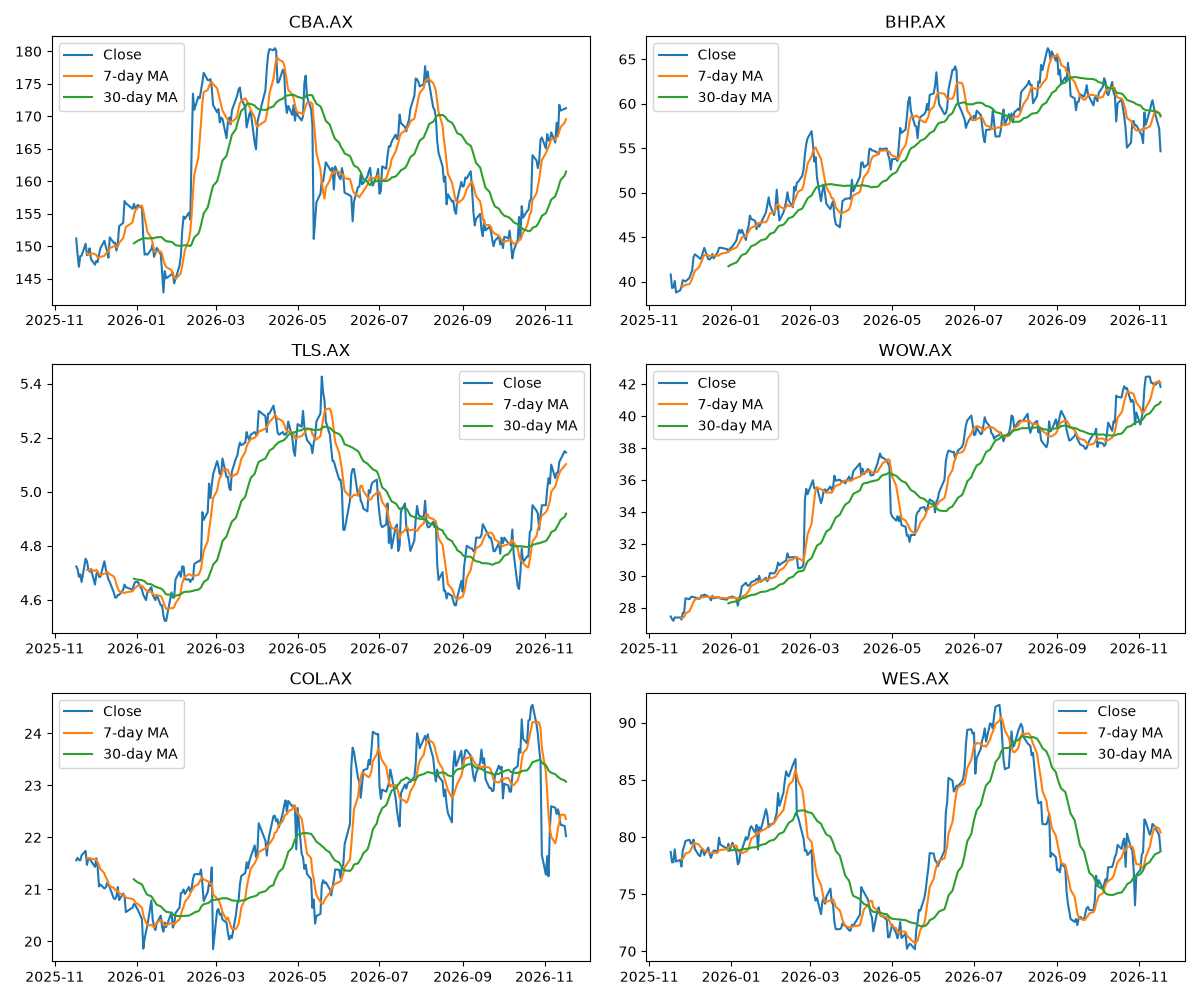 CBA.AX
180
175
170
165
160
155
150
145
Close
7-day MA
30-day MA
2025-11 2026-01 2026-03 2026-05 2026-07 2026-09 2026-11
BHP.AX
65
60
55
50
45
40
Close
7-day MA
30-day MA
2025-11 2026-01 2026-03 2026-05 2026-07 2026-09 2026-11
TLS.AX
5.4
5.2
5.0
4.8
4.6
Close
7-day MA
30-day MA
2025-11 2026-01 2026-03 2026-05 2026-07 2026-09 2026-11
WOW.AX
42
40
38
36
34
32
30
28
Close
7-day MA
30-day MA
2025-11 2026-01 2026-03 2026-05 2026-07 2026-09 2026-11
COL.AX
24
23
22
21
20
Close
7-day MA
30-day MA
2025-11 2026-01 2026-03 2026-05 2026-07 2026-09 2026-11
WES.AX
90
85
80
75
70
Close
7-day MA
30-day MA
2025-11 2026-01 2026-03 2026-05 2026-07 2026-09 2026-11